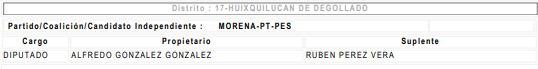 Distrito : 17-HUIXQUILUCAN DE DEGOLLADO
Partido/Coalición/Candidato Independiente : MORENA-PT-PES
Cargo Propietario Suplente
DIPUTADO ALFREDO GONZALEZ GONZALEZ RUBEN PEREZ VERA